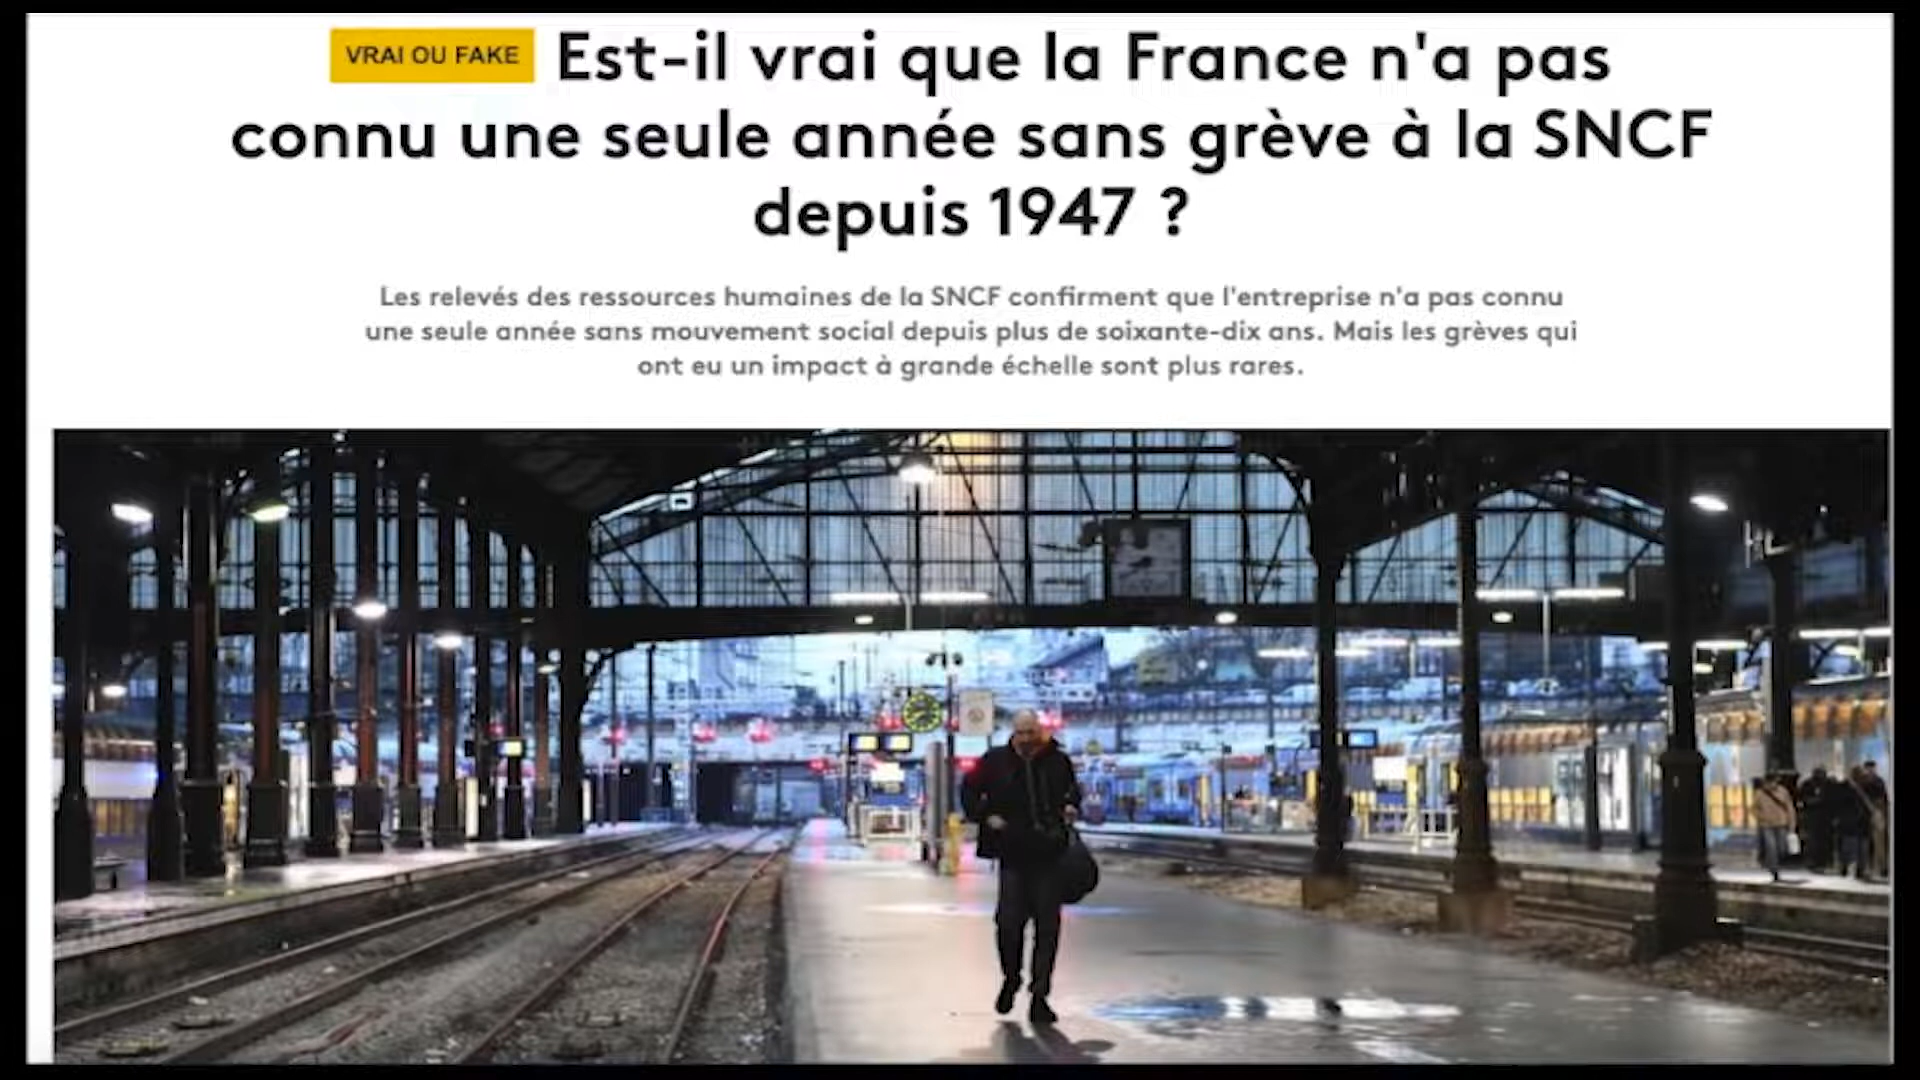 VRAI OU FAKE Est-il vrai que la France n'a pas
connu une seule année sans grève à la SNCF
depuis 1947 ?
Les relevés des ressources humaines de la SNCF confirment que l'entreprise n'a pas connu
une seule année sans mouvement social depuis plus de soixante-dix ans. Mais les grèves qui
ont eu un impact à grande échelle sont plus rares.